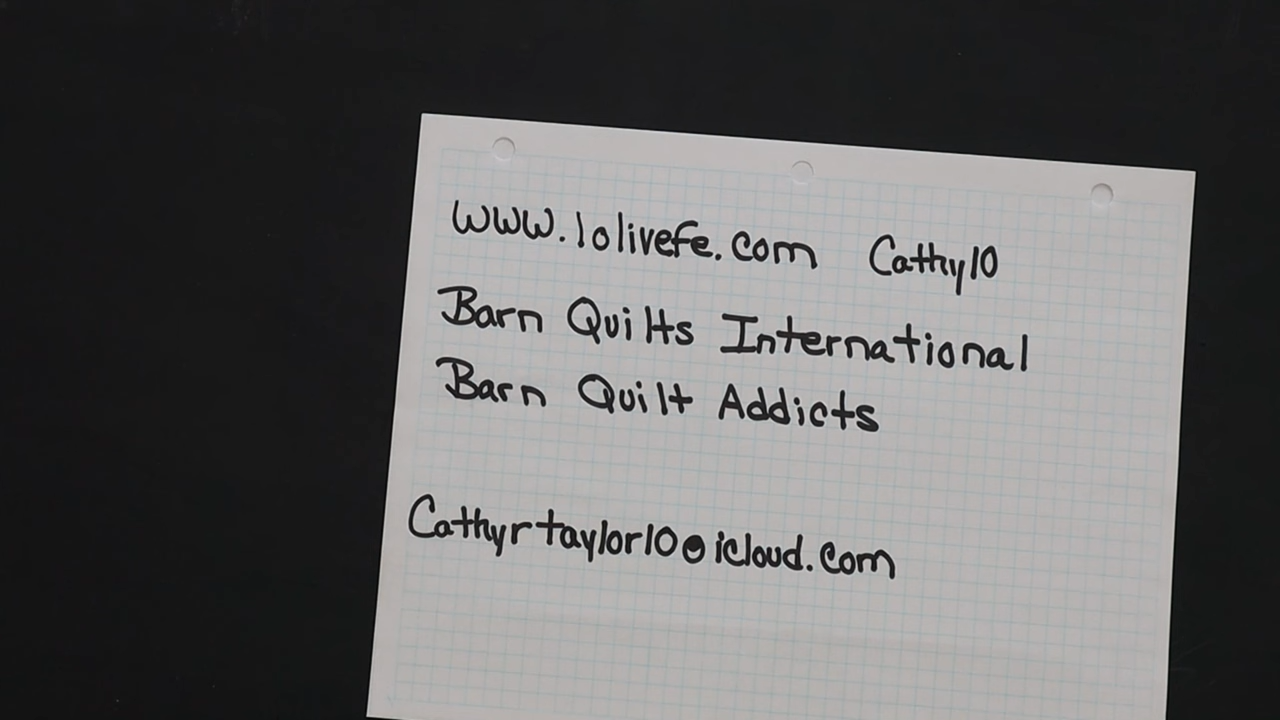 www.1olivefe.com Cathy10
Barn Quilts International
Barn Quilt Addicts
Cathyrtaylor10@icloud.com